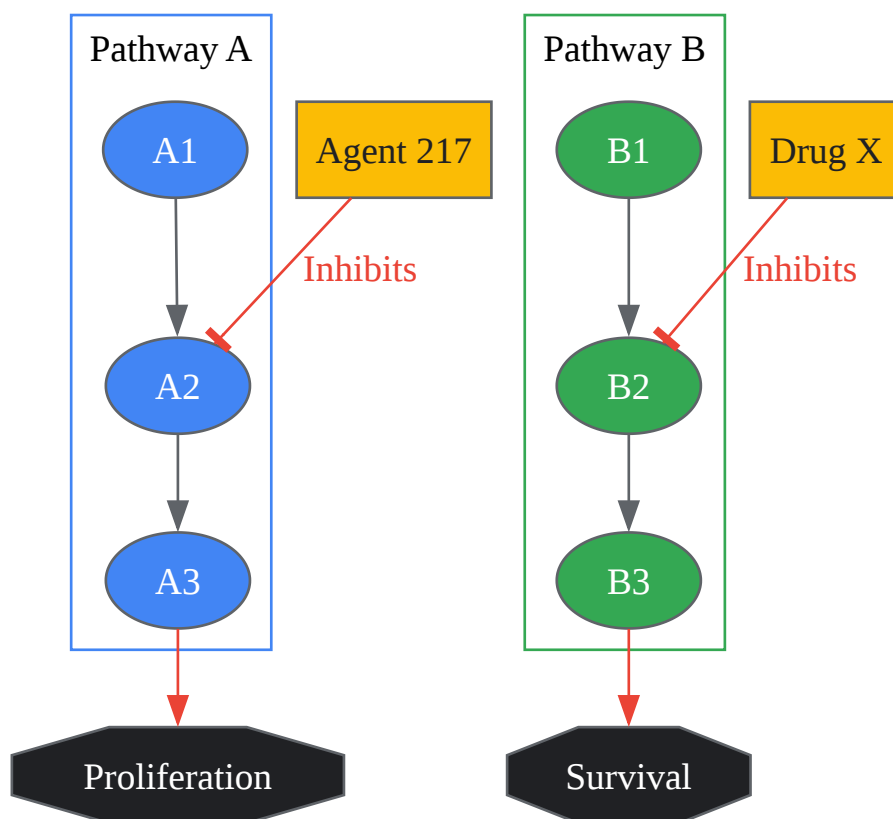 Pathway A
Pathway B
A1
Agent 217
B1
Drug X
Inhibits
Inhibits
A2
B2
A3
B3
Proliferation
Survival